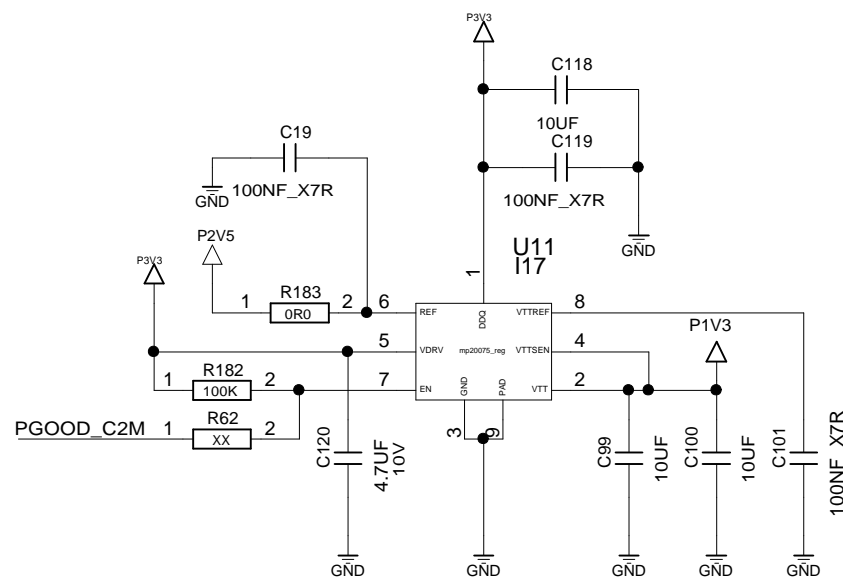 P3V3
C118
10UF
C19
C119
100NF_X7R
100NF_X7R
GND
P2V5
GND
U11
I17
P3V3
1
R183
1
2
6
REF
DDQ
VTTREF
8
0R0
P1V3
5
VDRV
mp20075_reg
VTTSEN
4
R182
1
2
7
EN
GND
PAD
VTT
2
100K
R62
PGOOD_C2M
1
2
XX
3
9
C120
4.7UF
10V
C99
10UF
C100
10UF
C101
100NF_X7R
GND
GND
GND
GND
GND